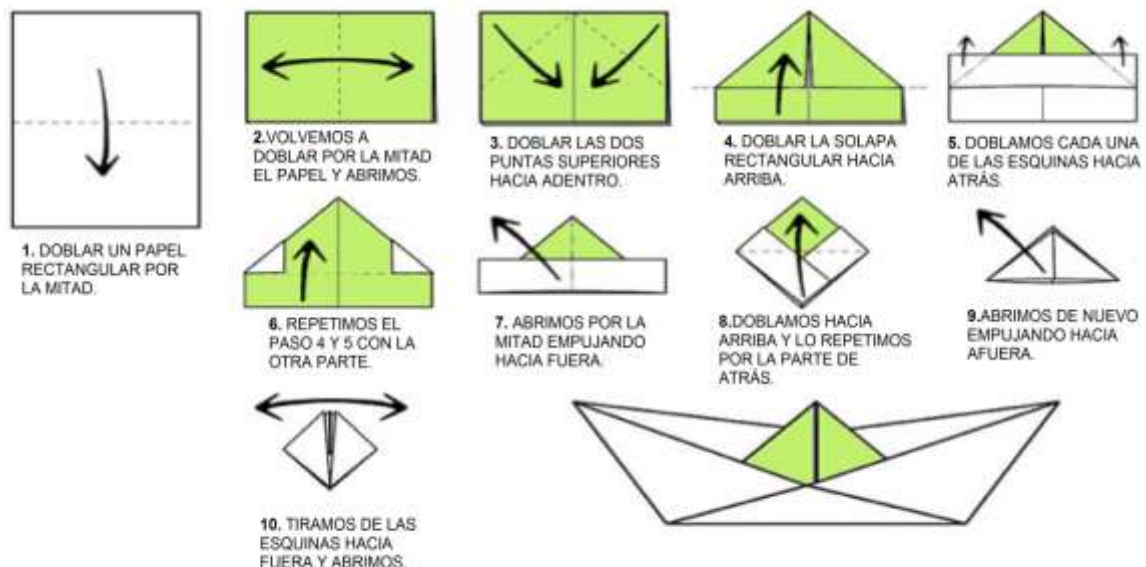 1. DOBLAR UN PAPEL
RECTANGULAR POR
LA MITAD.
2.VOLVEMOS A
DOBLAR POR LA MITAD
EL PAPEL Y ABRIMOS.
3. DOBLAR LAS DOS
PUNTAS SUPERIORES
HACIA ADENTRO.
4. DOBLAR LA SOLAPA
RECTANGULAR HACIA
ARRIBA.
5. DOBLAMOS CADA UNA
DE LAS ESQUINAS HACIA
ATRÁS.
6. REPETIMOS EL
PASO 4 Y 5 CON LA
OTRA PARTE.
7. ABRIMOS POR LA
MITAD EMPUJANDO
HACIA FUERA.
8.DOBLAMOS HACIA
ARRIBA Y LO REPETIMOS
POR LA PARTE DE
ATRÁS.
9.ABRIMOS DE NUEVO
EMPUJANDO HACIA
AFUERA.
10. TIRAMOS DE LAS
ESQUINAS HACIA
FUERA Y ABRIMOS.